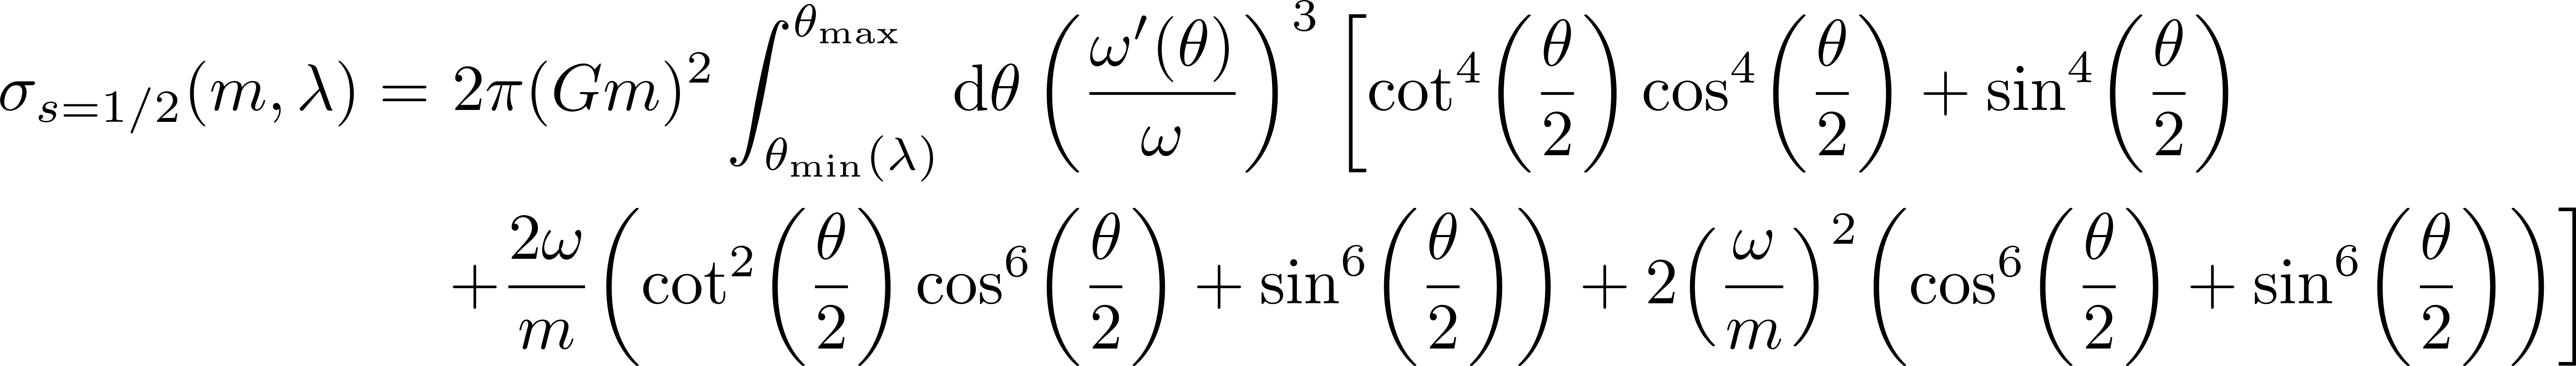 σ_{s=1/2}(m, λ) = 2π(Gm)^2 ∫_{θ_min(λ)}^{θ_max} dθ (ω′(θ)/ω)^3 [cot^4(θ/2) cos^4(θ/2) + sin^4(θ/2)
+ 2ω/m (cot^2(θ/2) cos^6(θ/2) + sin^6(θ/2)) + 2(ω/m)^2 (cos^6(θ/2) + sin^6(θ/2))]